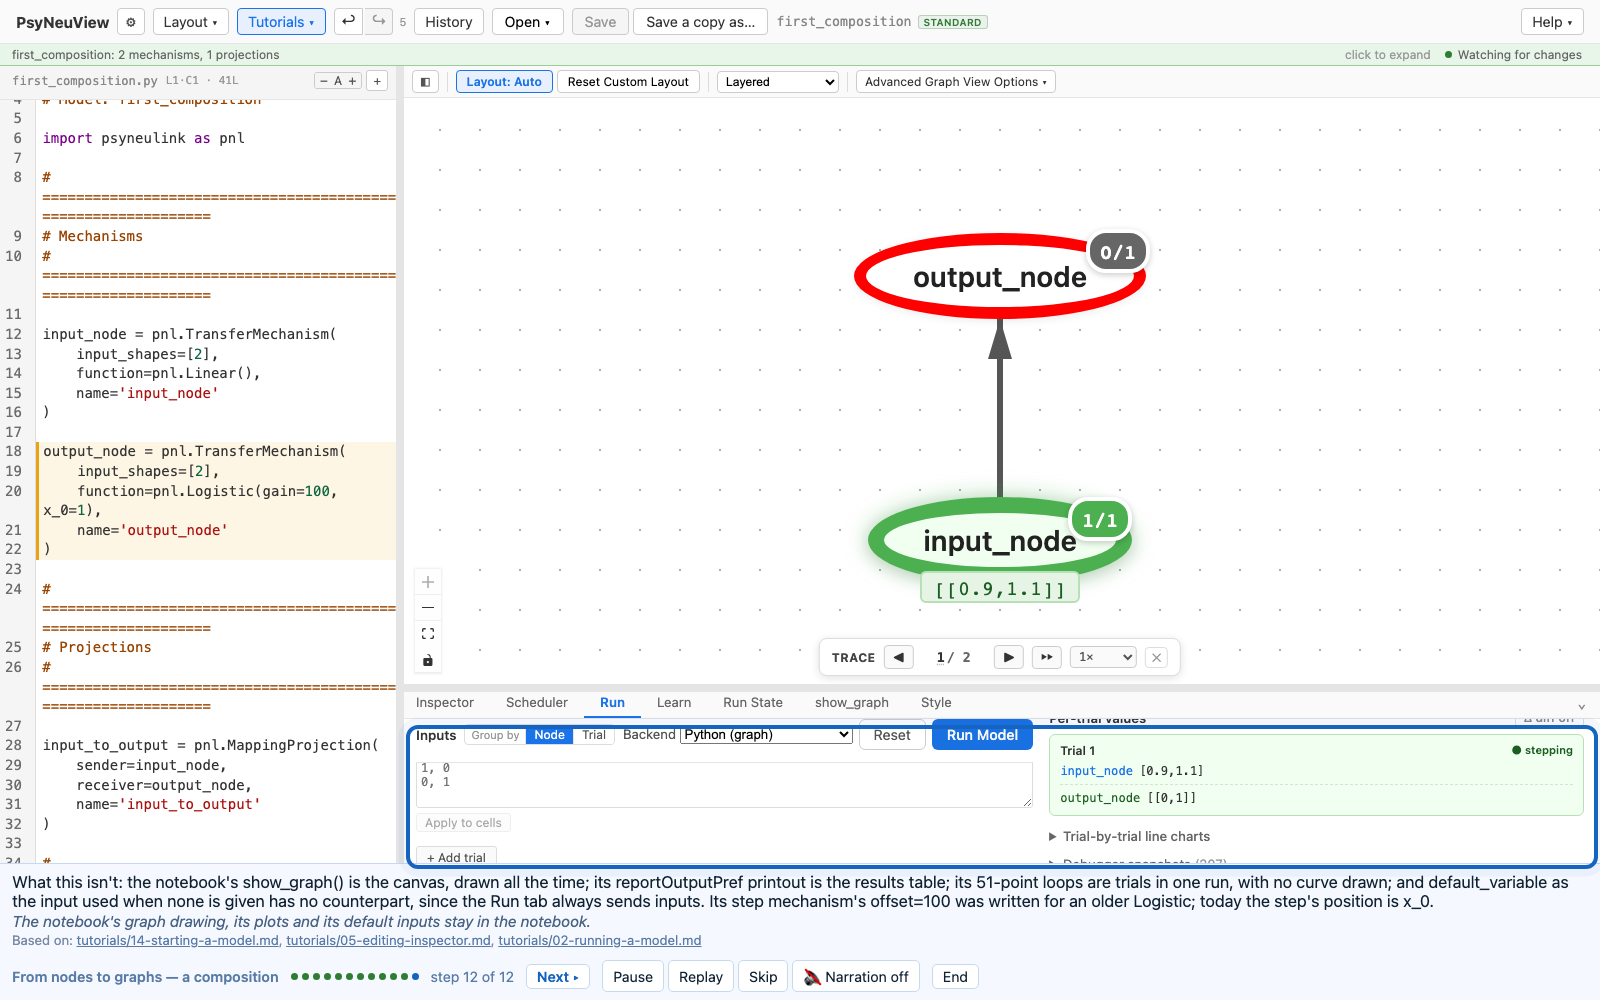 PsyNeuView ⚙ Layout ▾ Tutorials ▾ ↩ ↪ 5 History Open ▾ Save Save a copy as... first_composition STANDARD Help ▾
first_composition: 2 mechanisms, 1 projections click to expand ● Watching for changes
first_composition.py L1·C1 · 41L − A + +
Layout: Auto Reset Custom Layout Layered Advanced Graph View Options ▾
4 # Model: first_composition
5
6 import psyneulink as pnl
7
8 #
==========================================
====================
9 # Mechanisms
10 #
==========================================
====================
11
12 input_node = pnl.TransferMechanism(
13 input_shapes=[2],
14 function=pnl.Linear(),
15 name='input_node'
16 )
17
18 output_node = pnl.TransferMechanism(
19 input_shapes=[2],
20 function=pnl.Logistic(gain=100,
x_0=1),
21 name='output_node'
22 )
23
24 #
==========================================
====================
25 # Projections
26 #
==========================================
====================
27
28 input_to_output = pnl.MappingProjection(
29 sender=input_node,
30 receiver=output_node,
31 name='input_to_output'
32 )
33
34 #
output_node
0/1
input_node
1/1
[[0.9,1.1]]
TRACE ◀ 1 / 2 ▶ ▸▸ 1× ×
Inspector Scheduler Run Learn Run State show_graph Style
Inputs Group by Node Trial Backend Python (graph) Reset Run Model
1, 0
0, 1
Apply to cells
+ Add trial
Per-trial values
Trial 1 ● stepping
input_node [0.9,1.1]
output_node [[0,1]]
▶ Trial-by-trial line charts
▶ Debugger snapshots (207)
What this isn't: the notebook's show_graph() is the canvas, drawn all the time; its reportOutputPref printout is the results table; its 51-point loops are trials in one run, with no curve drawn; and default_variable as
the input used when none is given has no counterpart, since the Run tab always sends inputs. Its step mechanism's offset=100 was written for an older Logistic; today the step's position is x_0.
The notebook's graph drawing, its plots and its default inputs stay in the notebook.
Based on: tutorials/14-starting-a-model.md, tutorials/05-editing-inspector.md, tutorials/02-running-a-model.md
From nodes to graphs — a composition step 12 of 12 Next ▸ Pause Replay Skip Narration off End